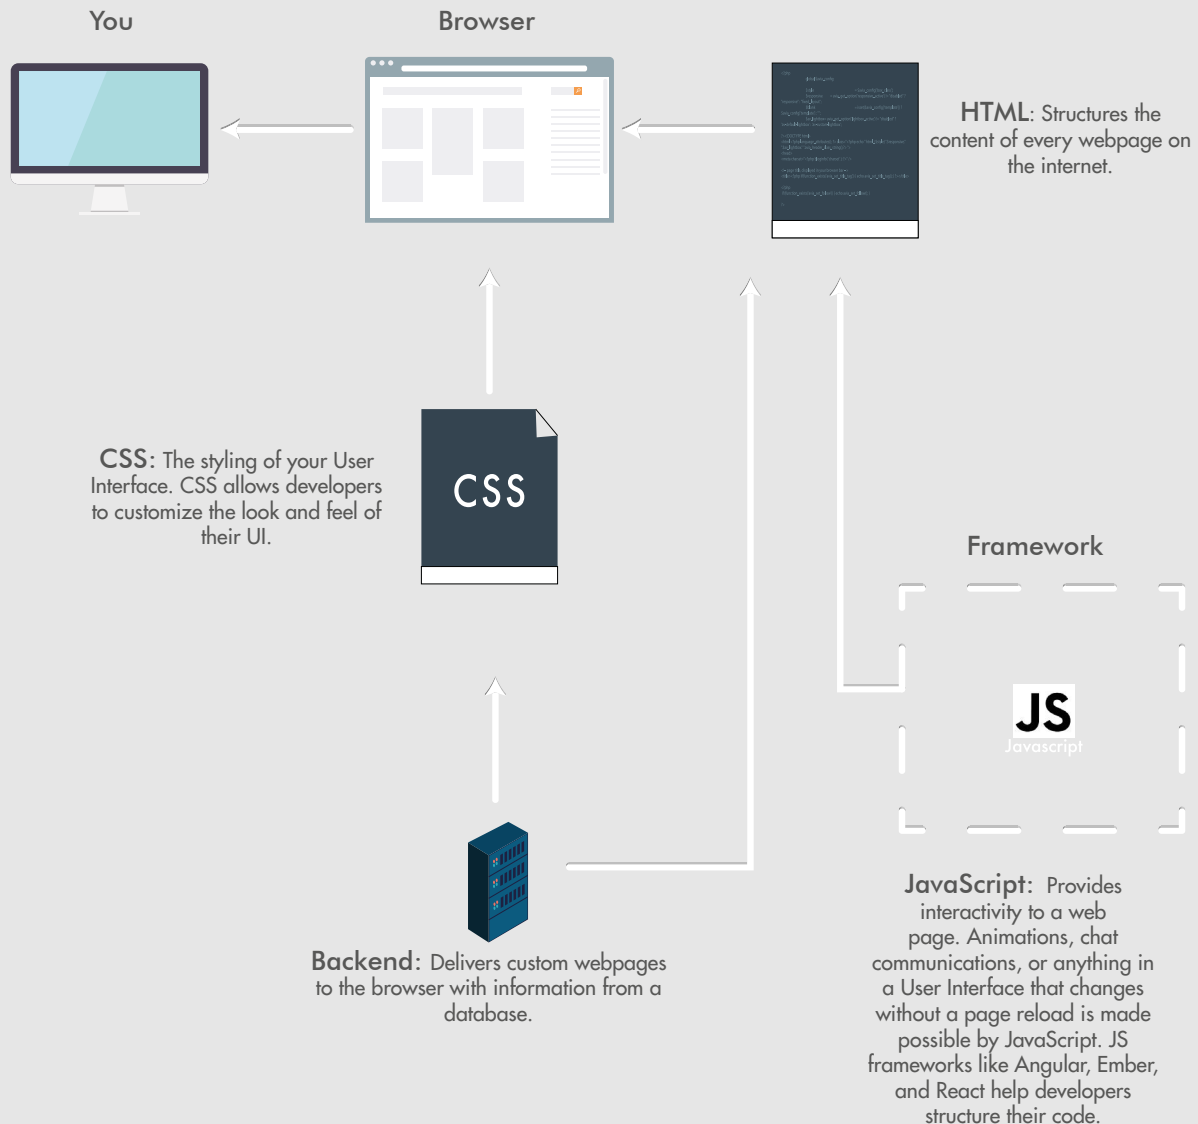 You
Browser
HTML: Structures the
content of every webpage on
the internet.
CSS: The styling of your User
Interface. CSS allows developers
to customize the look and feel of
their UI.
CSS
Framework
JS
Javascript
Backend: Delivers custom webpages
to the browser with information from a
database.
JavaScript: Provides
interactivity to a web
page. Animations, chat
communications, or anything in
a User Interface that changes
without a page reload is made
possible by JavaScript. JS
frameworks like Angular, Ember,
and React help developers
structure their code.